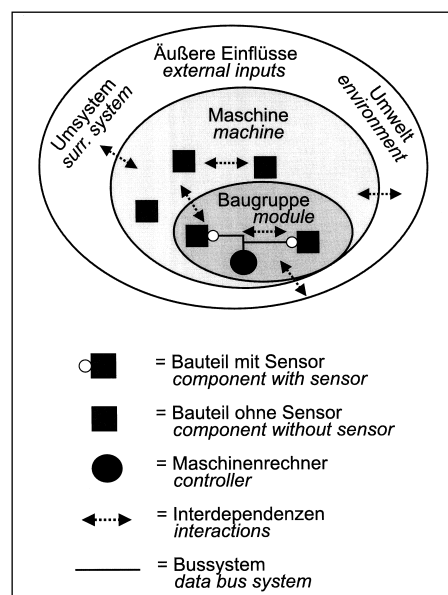 Äußere Einflüsse
external inputs
Umsystem
surr. system
Umwelt
environment
Maschine
machine
Baugruppe
module
= Bauteil mit Sensor
component with sensor
= Bauteil ohne Sensor
component without sensor
= Maschinenrechner
controller
= Interdependenzen
interactions
= Bussystem
data bus system